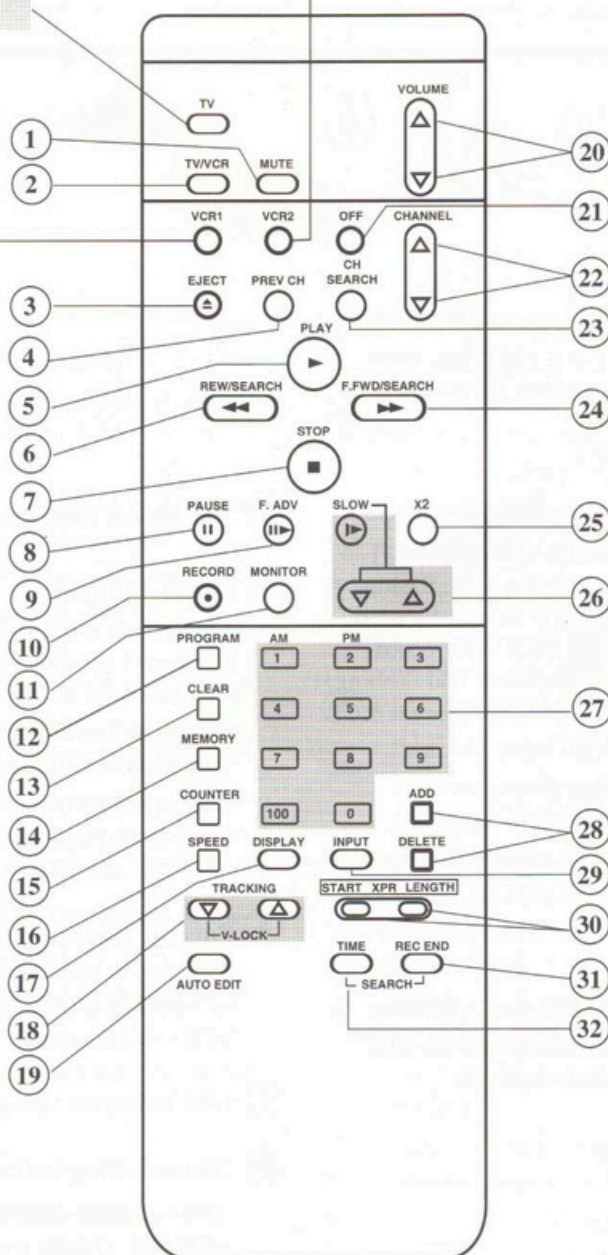 TV
VOLUME
1
20
TV/VCR
MUTE
2
21
VCR1
VCR2
OFF
CHANNEL
22
EJECT
PREV CH
CH
SEARCH
3
23
4
PLAY
5
REW/SEARCH
F.FWD/SEARCH
24
6
STOP
7
PAUSE
F. ADV
SLOW
X2
25
8
9
RECORD
MONITOR
26
10
PROGRAM
AM
PM
11
1
2
3
12
CLEAR
27
4
5
6
13
MEMORY
7
8
9
14
COUNTER
ADD
100
0
28
15
SPEED
DISPLAY
INPUT
DELETE
29
16
TRACKING
START XPR LENGTH
30
17
V-LOCK
TIME
REC END
31
18
AUTO EDIT
SEARCH
32
19